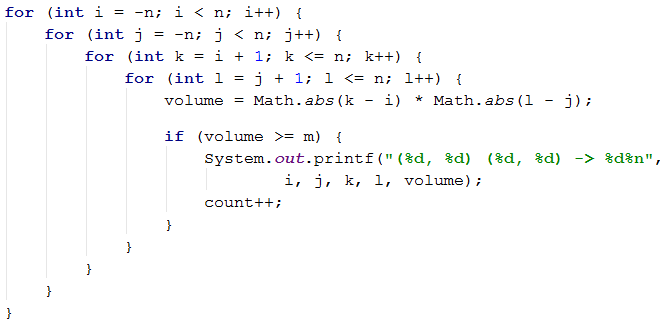 for (int i = -n; i < n; i++) {
    for (int j = -n; j < n; j++) {
        for (int k = i + 1; k <= n; k++) {
            for (int l = j + 1; l <= n; l++) {
                volume = Math.abs(k - i) * Math.abs(l - j);

                if (volume >= m) {
                    System.out.printf("(%d, %d) (%d, %d) -> %d%n",
                            i, j, k, l, volume);
                    count++;
                }
            }
        }
    }
}